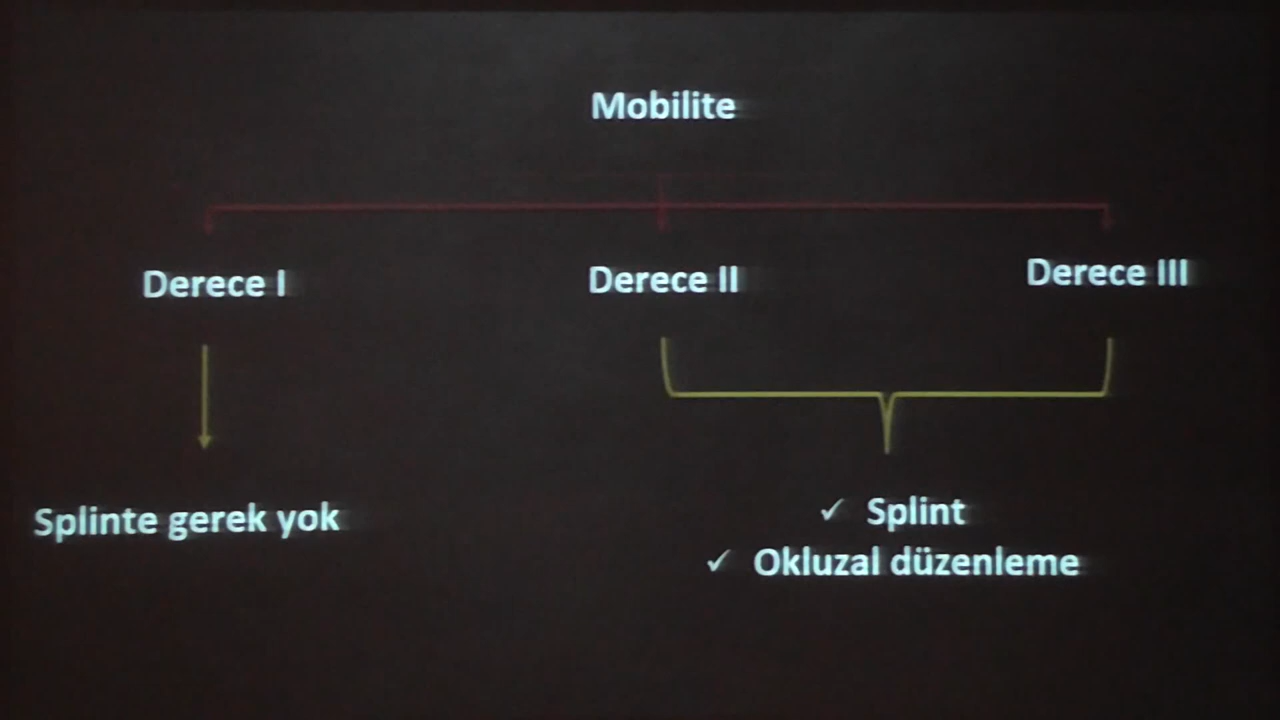 Mobilite
Derece I
Derece II
Derece III
Splinte gerek yok
✓ Splint
✓ Okluzal düzenleme